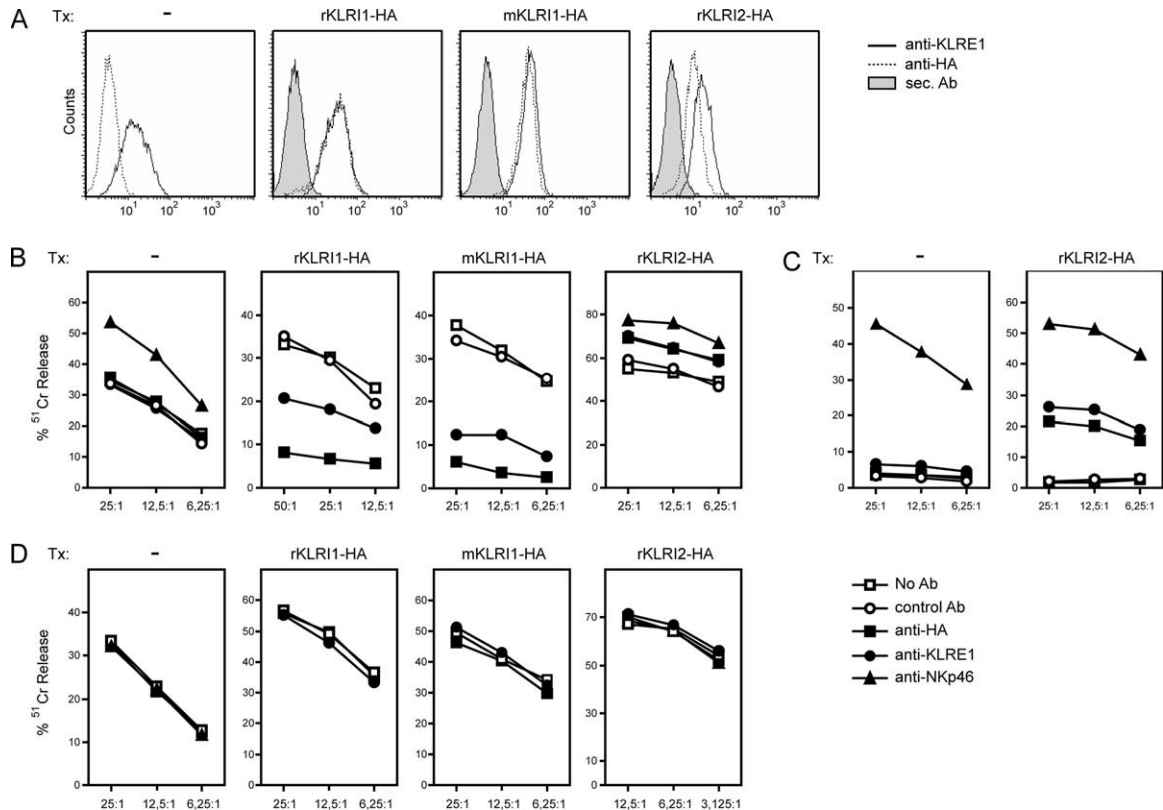 A Tx: – rKLRI1-HA mKLRI1-HA rKLRI2-HA
Counts
10¹ 10² 10³ 10¹ 10² 10³ 10¹ 10² 10³ 10¹ 10² 10³
anti-KLRE1
anti-HA
sec. Ab
B Tx: – rKLRI1-HA mKLRI1-HA rKLRI2-HA
% ⁵¹Cr Release
60 50 40 30 20 10 0
25:1 12,5:1 6,25:1
40 30 20 10 0
50:1 25:1 12,5:1
40 30 20 10 0
25:1 12,5:1 6,25:1
80 60 40 20 0
25:1 12,5:1 6,25:1
C Tx: – rKLRI2-HA
50 40 30 20 10 0
25:1 12,5:1 6,25:1
60 50 40 30 20 10 0
25:1 12,5:1 6,25:1
D Tx: – rKLRI1-HA mKLRI1-HA rKLRI2-HA
% ⁵¹Cr Release
40 30 20 10 0
25:1 12,5:1 6,25:1
60 50 40 30 20 10 0
25:1 12,5:1 6,25:1
60 50 40 30 20 10 0
25:1 12,5:1 6,25:1
70 50 30 10 0
12,5:1 6,25:1 3,125:1
No Ab
control Ab
anti-HA
anti-KLRE1
anti-NKp46